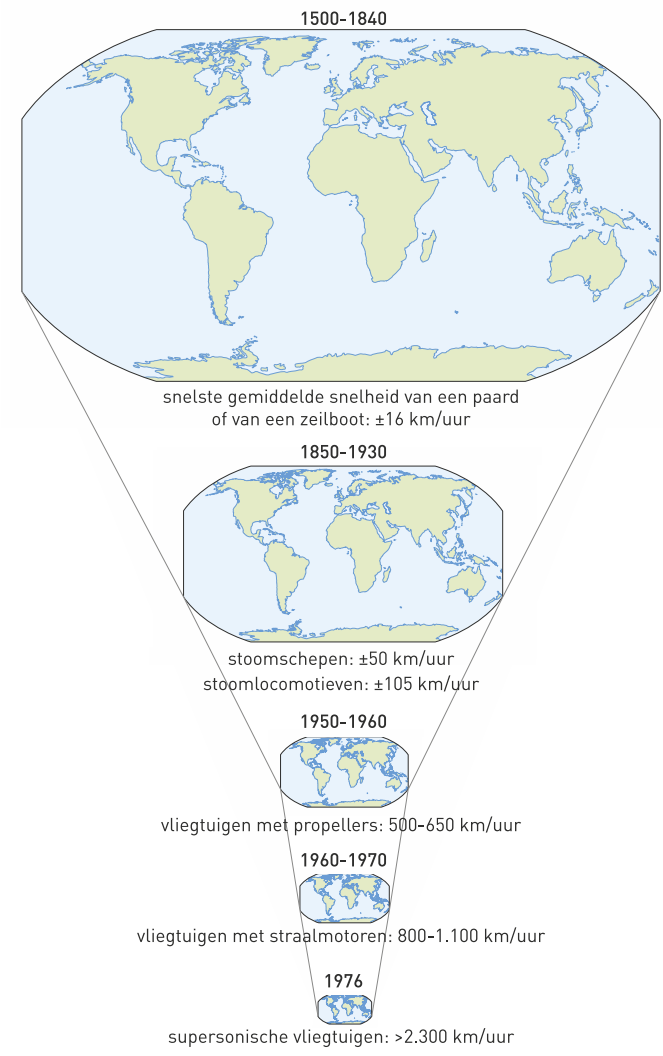 1500-1840
snelste gemiddelde snelheid van een paard
of van een zeilboot: ±16 km/uur
1850-1930
stoomschepen: ±50 km/uur
stoomlocomotieven: ±105 km/uur
1950-1960
vliegtuigen met propellers: 500-650 km/uur
1960-1970
vliegtuigen met straalmotoren: 800-1.100 km/uur
1976
supersonische vliegtuigen: >2.300 km/uur